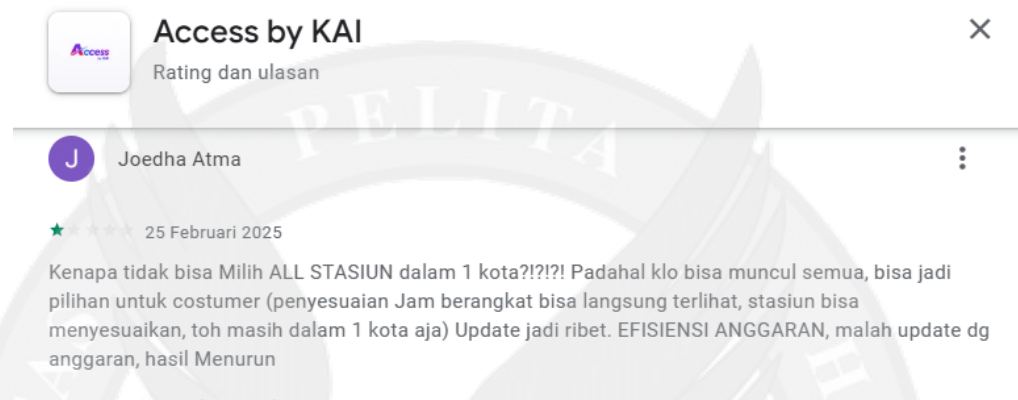 Access by KAI
Access
by KAI
Rating dan ulasan
PELITA
J
Joedha Atma
25 Februari 2025
Kenapa tidak bisa Milih ALL STASIUN dalam 1 kota?!?!?! Padahal klo bisa muncul semua, bisa jadi
pilihan untuk costumer (penyesuaian Jam berangkat bisa langsung terlihat, stasiun bisa
menyesuaikan, toh masih dalam 1 kota aja) Update jadi ribet. EFISIENSI ANGGARAN, malah update dg
anggaran, hasil Menurun